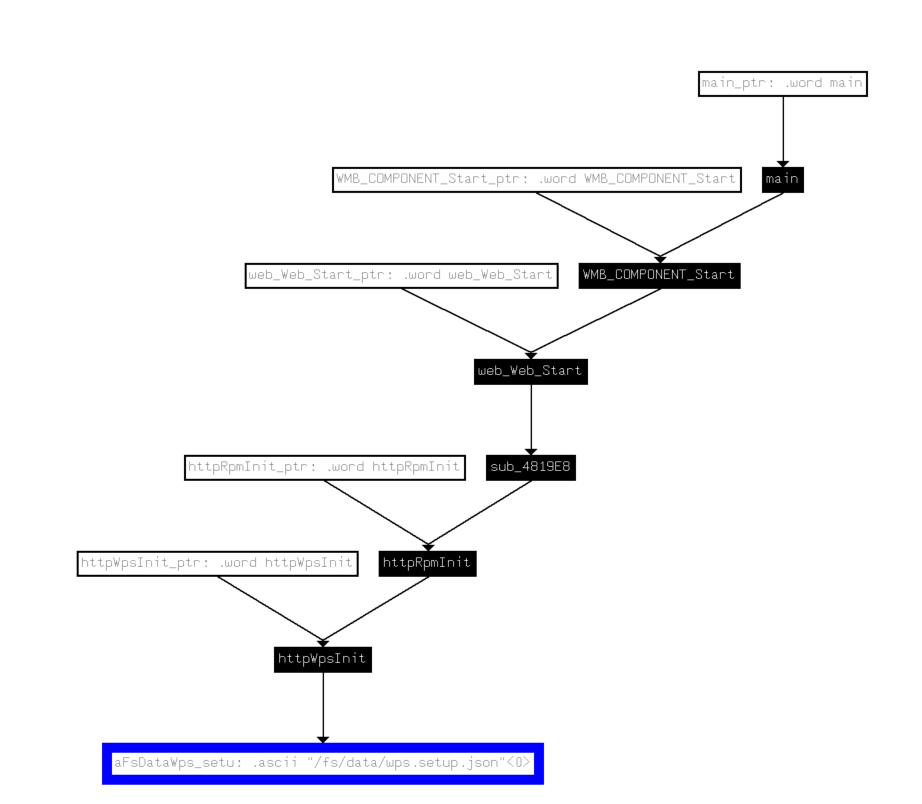 main_ptr: .word main
WMB_COMPONENT_Start_ptr: .word WMB_COMPONENT_Start
main
web_Web_Start_ptr: .word web_Web_Start
WMB_COMPONENT_Start
web_Web_Start
httpRpmInit_ptr: .word httpRpmInit
sub_4819E8
httpWpsInit_ptr: .word httpWpsInit
httpRpmInit
httpWpsInit
aFsDataWps_setu: .ascii "/fs/data/wps.setup.json"<0>